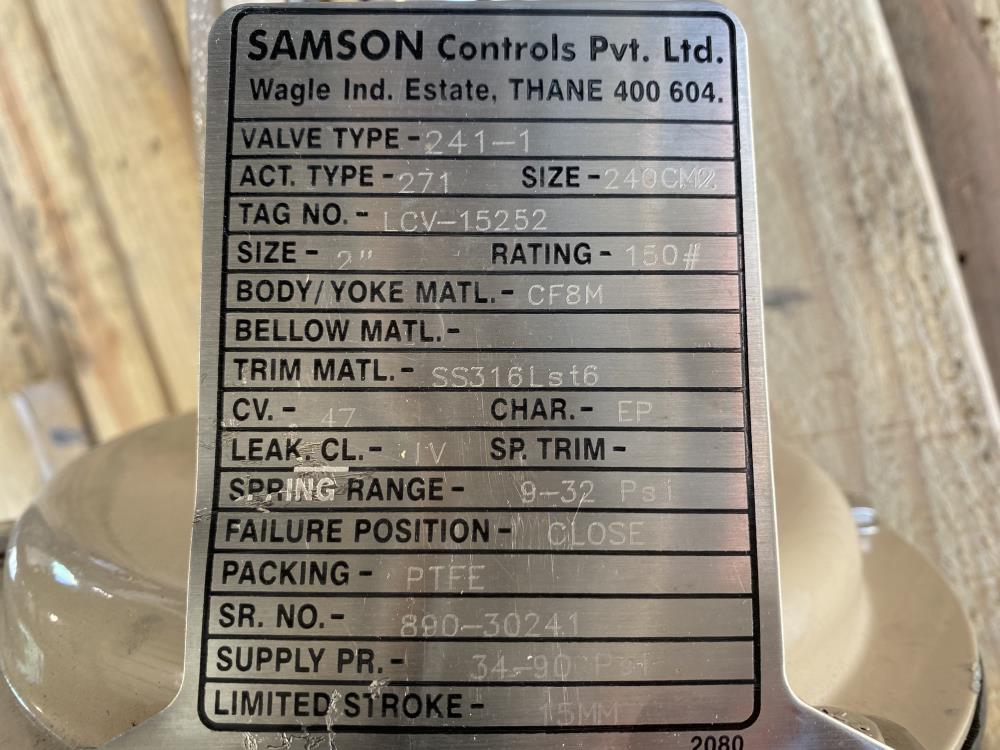 SAMSON Controls Pvt. Ltd.
Wagle Ind. Estate, THANE 400 604.
VALVE TYPE - 241-1
ACT. TYPE - 271 SIZE - 240CM2
TAG NO. - LCV-15252
SIZE - 2" RATING - 150#
BODY/YOKE MATL. - CF8M
BELLOW MATL. -
TRIM MATL. - SS316Lst6
CV. - 47 CHAR. - EP
LEAK. CL. - IV SP. TRIM -
SPRING RANGE - 9-32 Psi
FAILURE POSITION - CLOSE
PACKING - PTFE
SR. NO. - 890-30241
SUPPLY PR. - 34-90 Psi
LIMITED STROKE - 15MM
2080